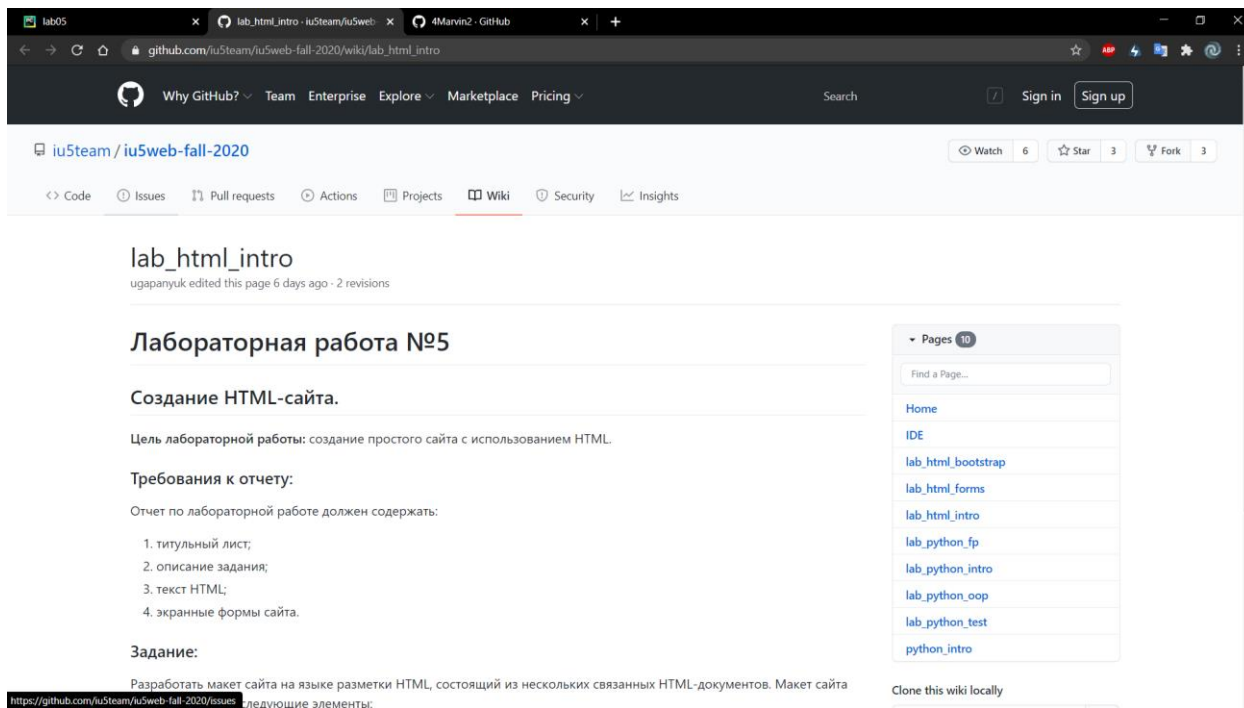 lab05
lab_html_intro · iu5team/iu5web-
4Marvin2 · GitHub
github.com/iu5team/iu5web-fall-2020/wiki/lab_html_intro
ABP
Why GitHub? Team Enterprise Explore Marketplace Pricing Search / Sign in Sign up
iu5team / iu5web-fall-2020 Watch 6 Star 3 Fork 3
<> Code Issues Pull requests Actions Projects Wiki Security Insights
lab_html_intro
ugapanyuk edited this page 6 days ago · 2 revisions
Лабораторная работа №5
Создание HTML-сайта.
Цель лабораторной работы: создание простого сайта с использованием HTML.
Требования к отчету:
Отчет по лабораторной работе должен содержать:
1. титульный лист;
2. описание задания;
3. текст HTML;
4. экранные формы сайта.
Задание:
Разработать макет сайта на языке разметки HTML, состоящий из нескольких связанных HTML-документов. Макет сайта
следующие элементы:
https://github.com/iu5team/iu5web-fall-2020/issues
Pages 10
Find a Page...
Home
IDE
lab_html_bootstrap
lab_html_forms
lab_html_intro
lab_python_fp
lab_python_intro
lab_python_oop
lab_python_test
python_intro
Clone this wiki locally